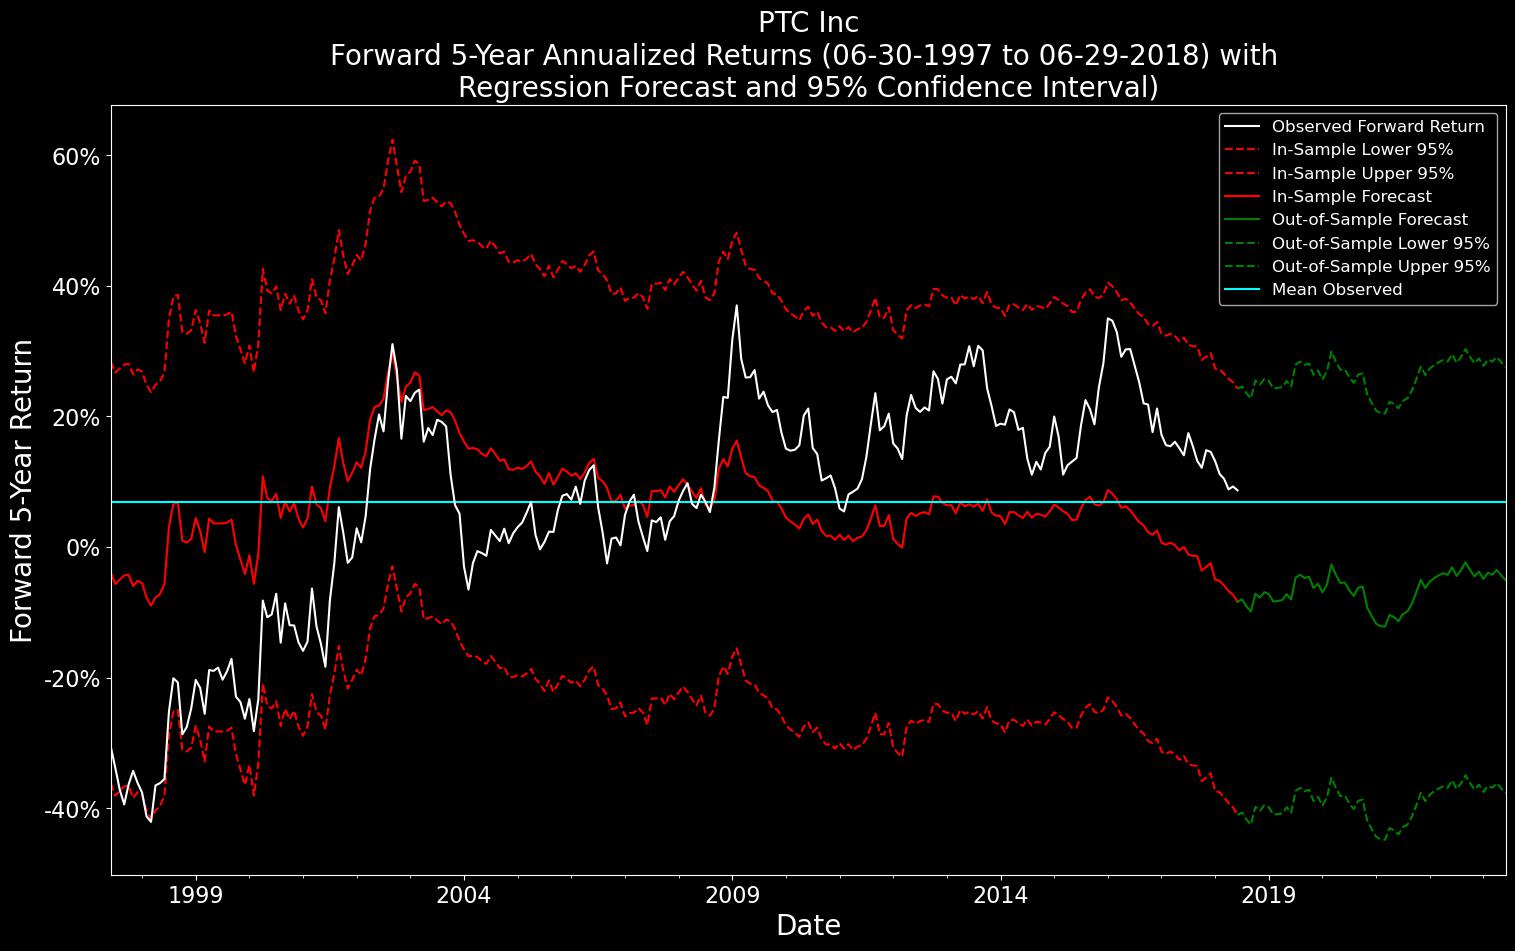 PTC Inc
Forward 5-Year Annualized Returns (06-30-1997 to 06-29-2018) with
Regression Forecast and 95% Confidence Interval)
Observed Forward Return
In-Sample Lower 95%
In-Sample Upper 95%
In-Sample Forecast
Out-of-Sample Forecast
Out-of-Sample Lower 95%
Out-of-Sample Upper 95%
Mean Observed
Forward 5-Year Return
60%
40%
20%
0%
-20%
-40%
1999 2004 2009 2014 2019
Date